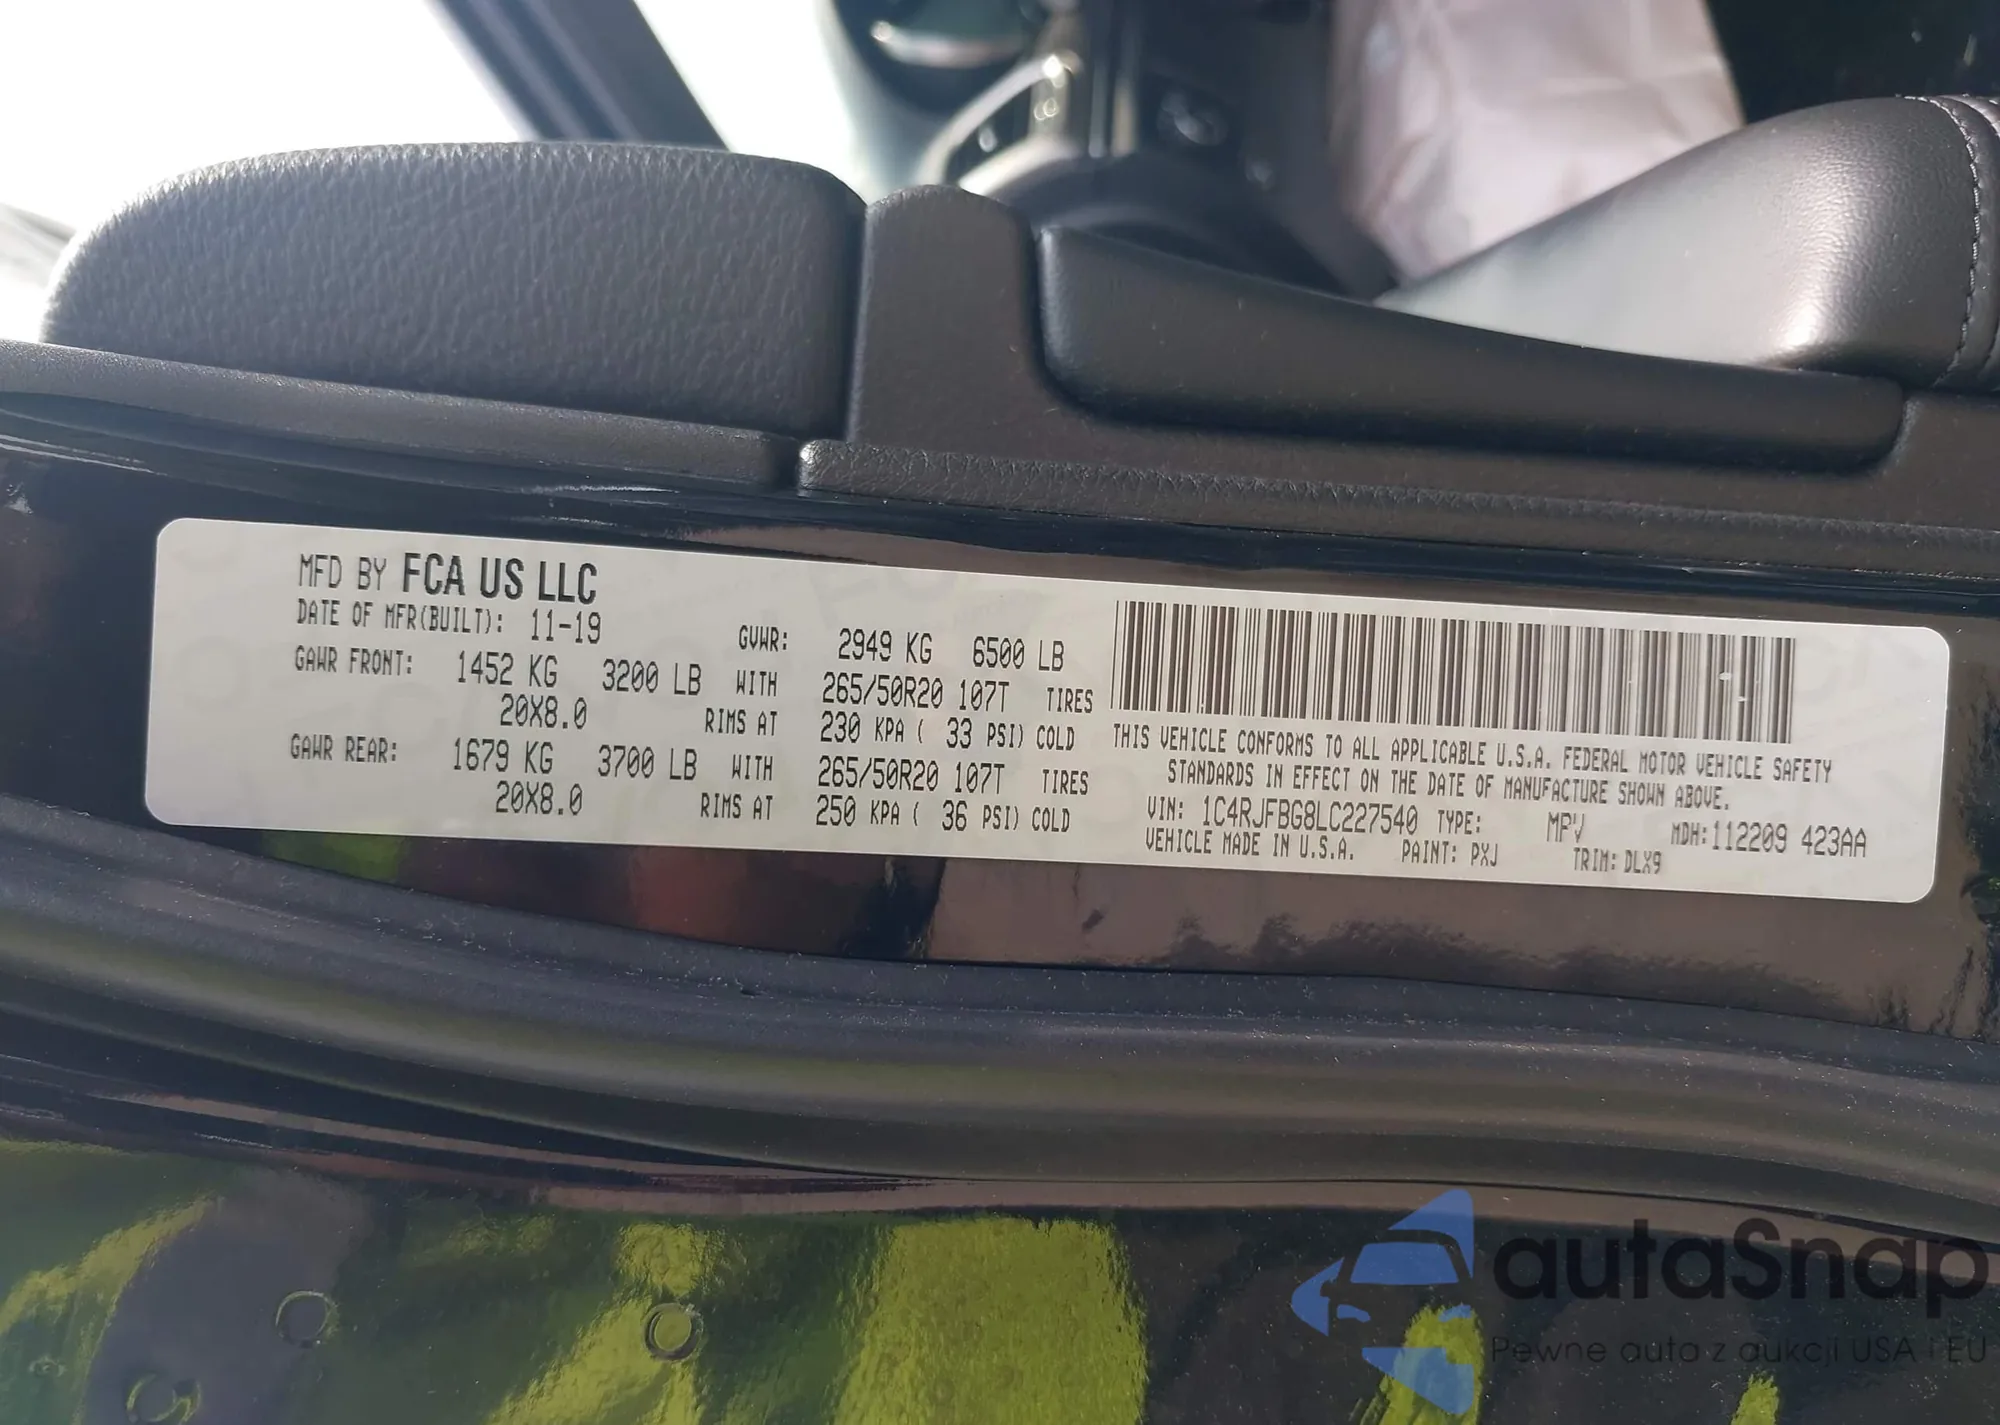 MFD BY FCA US LLC
DATE OF MFR(BUILT): 11-19 GVWR: 2949 KG 6500 LB
GAWR FRONT: 1452 KG 3200 LB WITH 265/50R20 107T TIRES
20X8.0 RIMS AT 230 KPA ( 33 PSI) COLD
GAWR REAR: 1679 KG 3700 LB WITH 265/50R20 107T TIRES
20X8.0 RIMS AT 250 KPA ( 36 PSI) COLD
THIS VEHICLE CONFORMS TO ALL APPLICABLE U.S.A. FEDERAL MOTOR VEHICLE SAFETY
STANDARDS IN EFFECT ON THE DATE OF MANUFACTURE SHOWN ABOVE.
VIN: 1C4RJFBG8LC227540 TYPE: MPV MDH:112209 423AA
VEHICLE MADE IN U.S.A. PAINT: PXJ TRIM: DLX9
autaSnap
Pewne auta z aukcji USA i EU